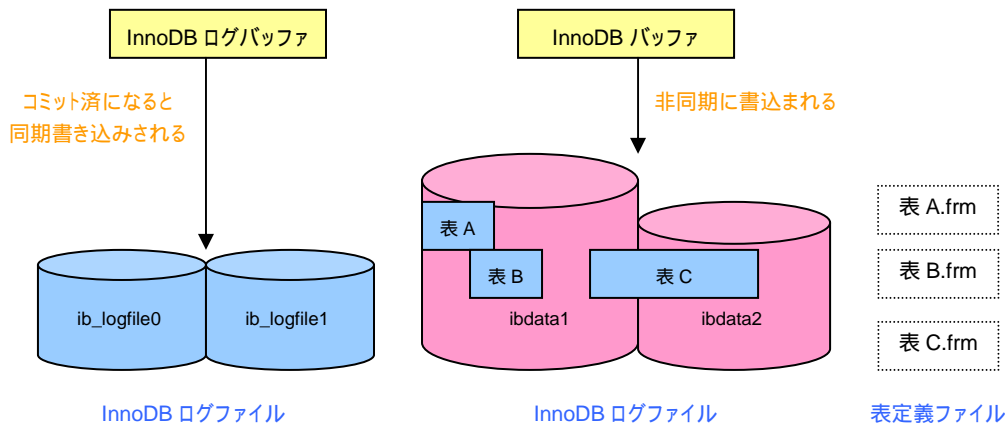 InnoDB ログバッファ
InnoDB バッファ
コミット済になると
同期書き込みされる
非同期に書込まれる
表 A
表 B
表 C
ib_logfile0
ib_logfile1
ibdata1
ibdata2
表 A.frm
表 B.frm
表 C.frm
InnoDB ログファイル
InnoDB ログファイル
表定義ファイル